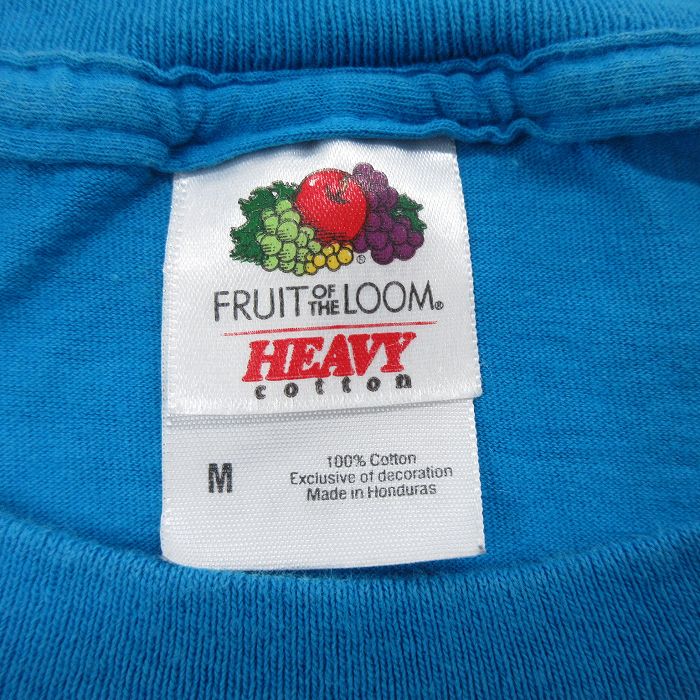 ®
FRUIT OF THE LOOM®
HEAVY
cotton
M
100% Cotton
Exclusive of decoration
Made in Honduras